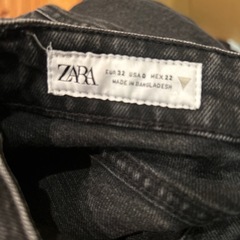 ZARA
EUR 32 USA 0 MEX 22
MADE IN BANGLADESH